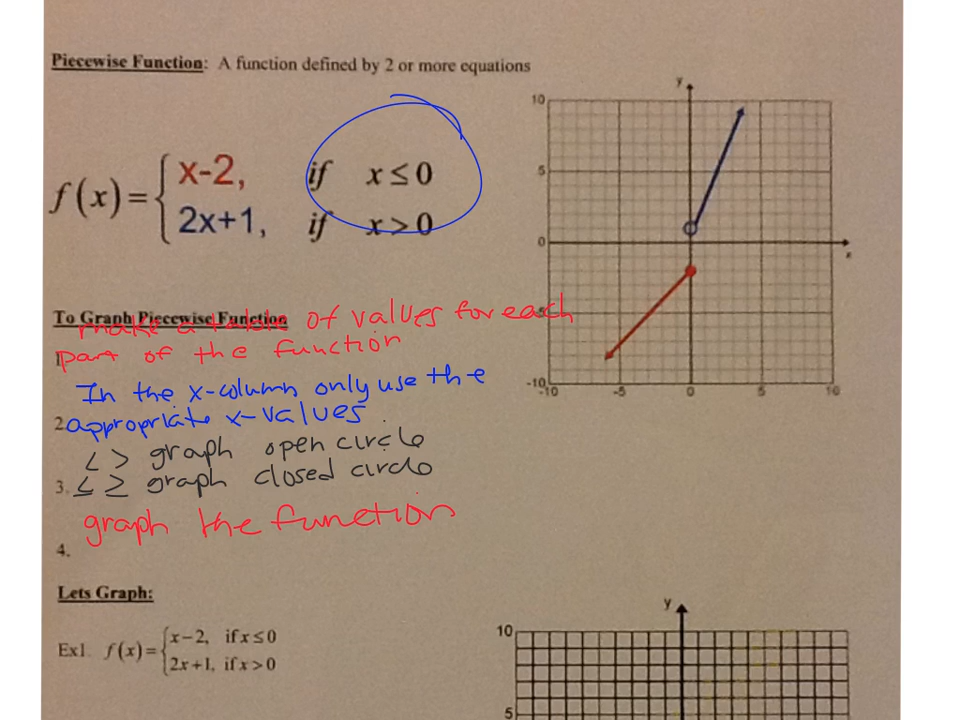 Piecewise Function: A function defined by 2 or more equations
f(x)={x-2, if x≤0
2x+1, if x>0
y
10
5
0
-10
-10 -5 0 5 10
x
To Graph Piecewise Function
make a table of values for each
1. part of the function
In the x-column only use the
2. appropriate x-values
< > graph open circle
3. ≤ ≥ graph closed circle
graph the function
4.
Lets Graph:
Ex1. f(x)={x-2, if x≤0
2x+1, if x>0
y
10
5